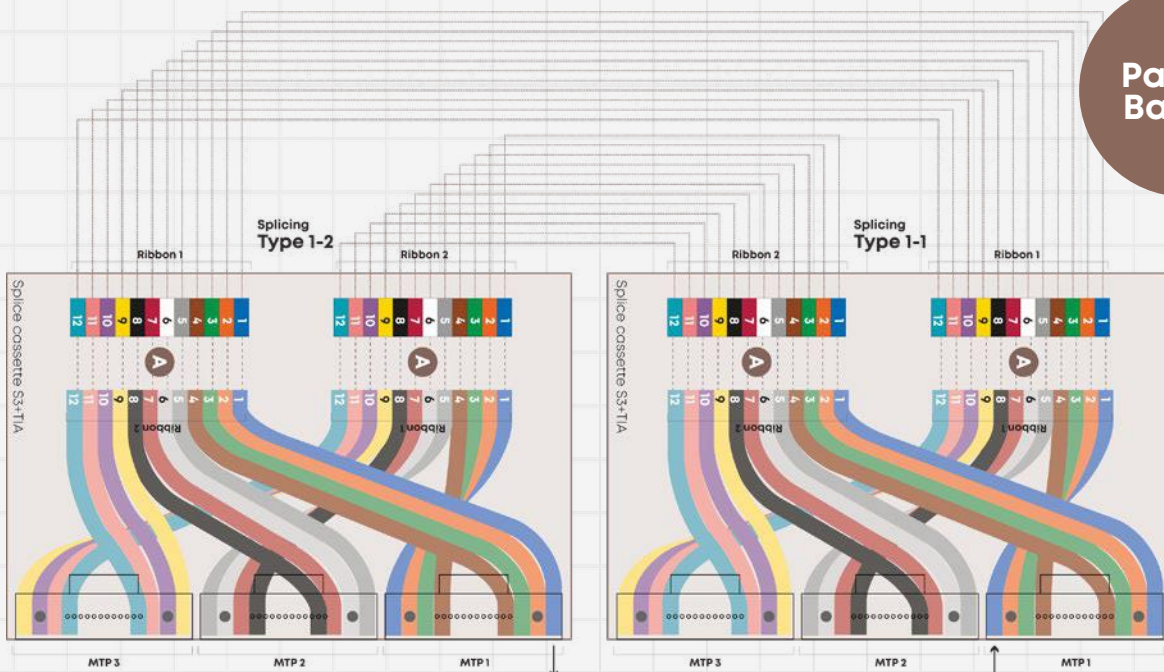 Pa
Ba
Splicing
Type 1-2
Splicing
Type 1-1
Ribbon 1
Ribbon 2
Ribbon 2
Ribbon 1
Splice cassette S3+TIA
12 11 10 9 8 7 6 5 4 3 2 1
12 11 10 9 8 7 6 5 4 3 2 1
Splice cassette S3+TIA
12 11 10 9 8 7 6 5 4 3 2 1
12 11 10 9 8 7 6 5 4 3 2 1
A
A
A
A
12 11 10 9 8 7 6 5 4 3 2 1
12 11 10 9 8 7 6 5 4 3 2 1
12 11 10 9 8 7 6 5 4 3 2 1
12 11 10 9 8 7 6 5 4 3 2 1
Ribbon 2
Ribbon 1
Ribbon 2
Ribbon 1
MTP 3
MTP 2
MTP 1
MTP 3
MTP 2
MTP 1